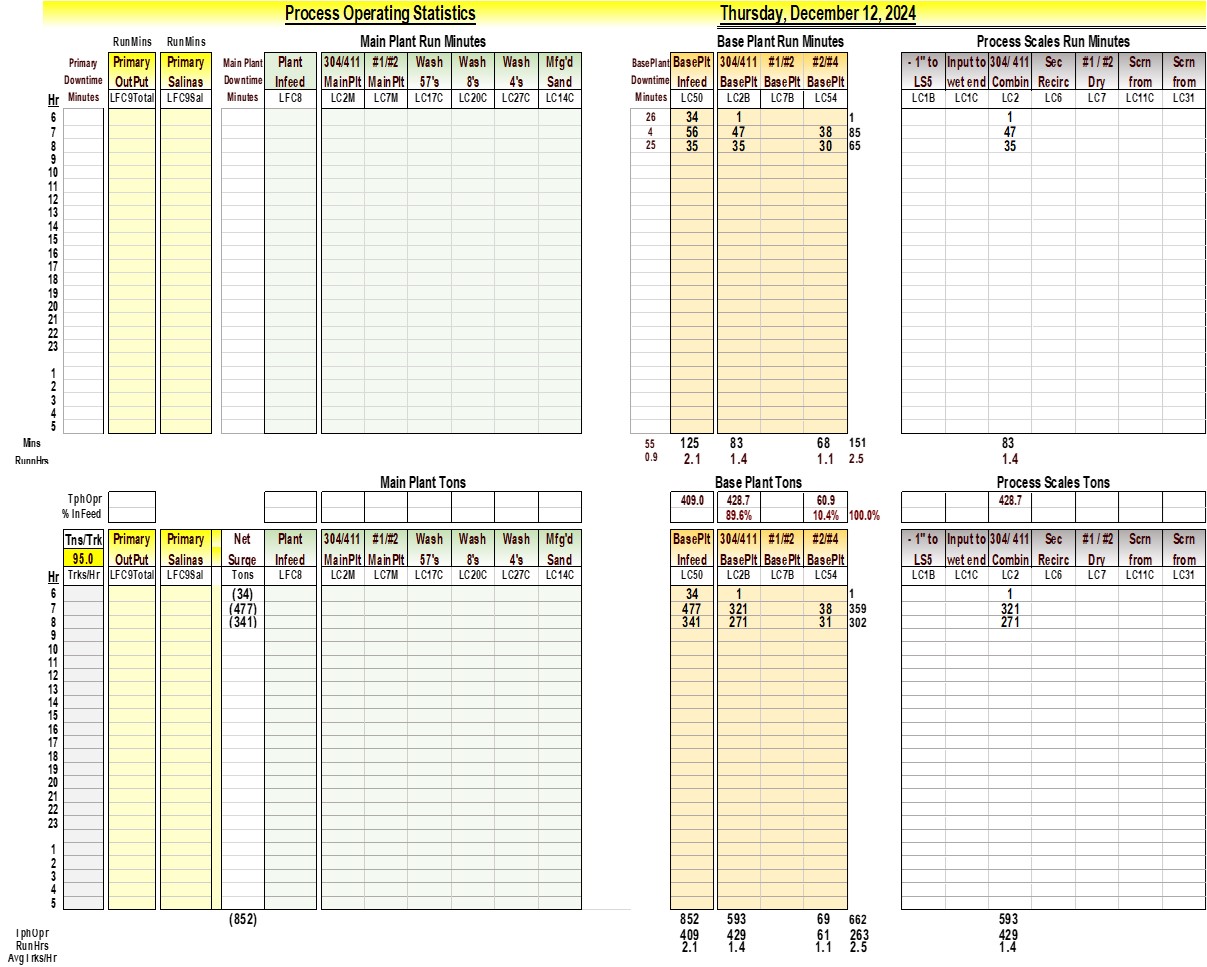 Process Operating Statistics Thursday, December 12, 2024
RunMins RunMins Main Plant Run Minutes Base Plant Run Minutes Process Scales Run Minutes
Primary Primary Primary Main Plant Plant 304/411 #1/#2 Wash Wash Wash Mfg'd BasePlant BasePlt 304/411 #1/#2 #2/#4 - 1" to Input to 304/ 411 Sec #1 / #2 Scrn Scrn
Downtime OutPut Salinas Downtime Infeed MainPlt MainPlt 57's 8's 4's Sand Downtime Infeed BasePlt BasePlt BasePlt LS5 wet end Combin Recirc Dry from from
Hr Minutes LFC9Total LFC9Sal Minutes LFC8 LC2M LC7M LC17C LC20C LC27C LC14C Minutes LC50 LC2B LC7B LC54 LC1B LC1C LC2 LC6 LC7 LC11C LC31
6 26 34 1 1 1
7 4 56 47 38 85 47
8 25 35 35 30 65 35
9
10
11
12
13
14
15
16
17
18
19
20
21
22
23
1
2
3
4
5
Mins 55 125 83 68 151 83
RunnHrs 0.9 2.1 1.4 1.1 2.5 1.4
Main Plant Tons Base Plant Tons Process Scales Tons
TphOpr 409.0 428.7 60.9 428.7
% InFeed 89.6% 10.4% 100.0%
Tns/Trk Primary Primary Net Plant 304/411 #1/#2 Wash Wash Wash Mfg'd BasePlt 304/411 #1/#2 #2/#4 - 1" to Input to 304/ 411 Sec #1 / #2 Scrn Scrn
95.0 OutPut Salinas Surge Infeed MainPlt MainPlt 57's 8's 4's Sand Infeed BasePlt BasePlt BasePlt LS5 wet end Combin Recirc Dry from from
Hr Trks/Hr LFC9Total LFC9Sal Tons LFC8 LC2M LC7M LC17C LC20C LC27C LC14C LC50 LC2B LC7B LC54 LC1B LC1C LC2 LC6 LC7 LC11C LC31
6 (34) 34 1 1 1
7 (477) 477 321 38 359 321
8 (341) 341 271 31 302 271
9
10
11
12
13
14
15
16
17
18
19
20
21
22
23
1
2
3
4
5
(852) 852 593 69 662 593
TphOpr 409 429 61 263 429
RunHrs 2.1 1.4 1.1 2.5 1.4
AvgTrks/Hr